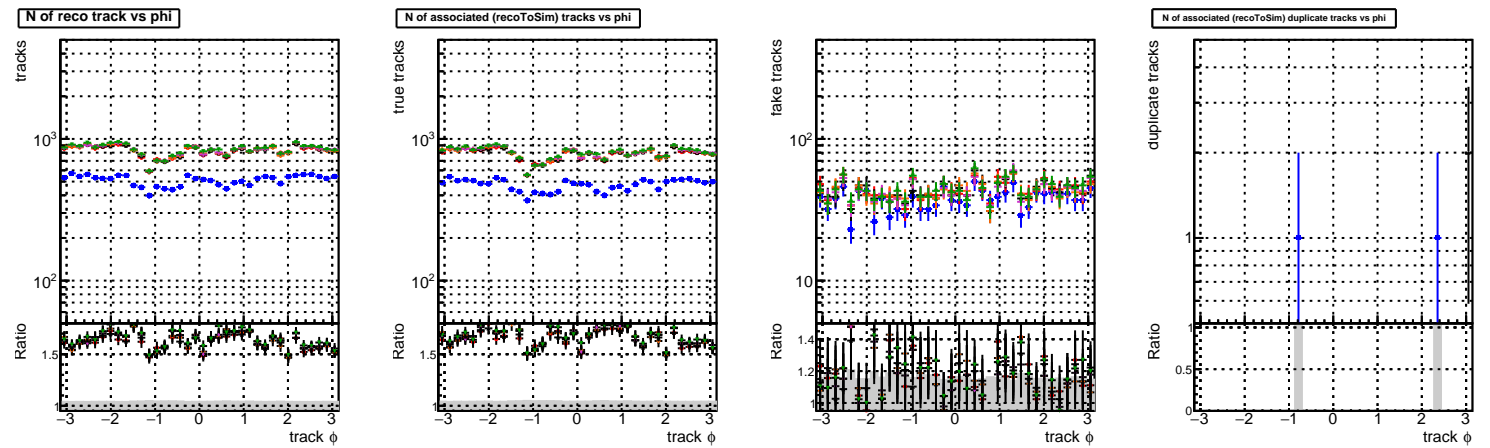 N of reco track vs phi
tracks
10³
10²
Ratio
1.5
1
−3 −2 −1 0 1 2 3
track ϕ
N of associated (recoToSim) tracks vs phi
true tracks
10³
10²
Ratio
1.5
1
−3 −2 −1 0 1 2 3
track ϕ
fake tracks
10²
10
Ratio
1.4
1.2
1
−3 −2 −1 0 1 2 3
track ϕ
N of associated (recoToSim) duplicate tracks vs phi
duplicate tracks
1
Ratio
1
0.5
0
−3 −2 −1 0 1 2 3
track ϕ